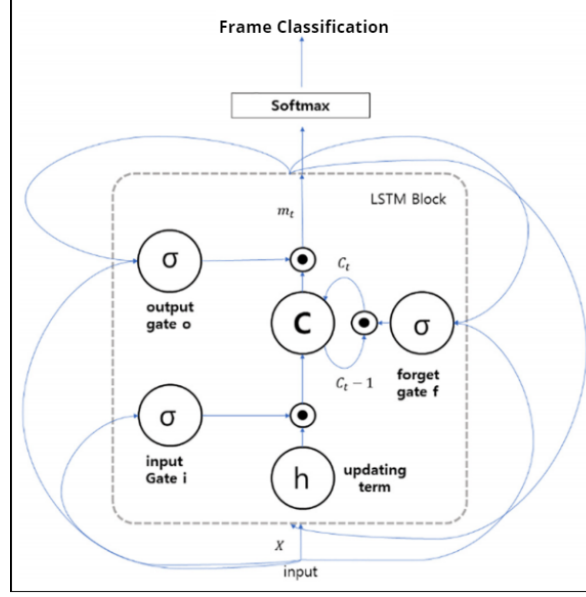 Frame Classification
Softmax
LSTM Block
m_t
σ
output
gate o
C_t
C
σ
C_t − 1
forget
gate f
σ
input
Gate i
h
updating
term
X
input